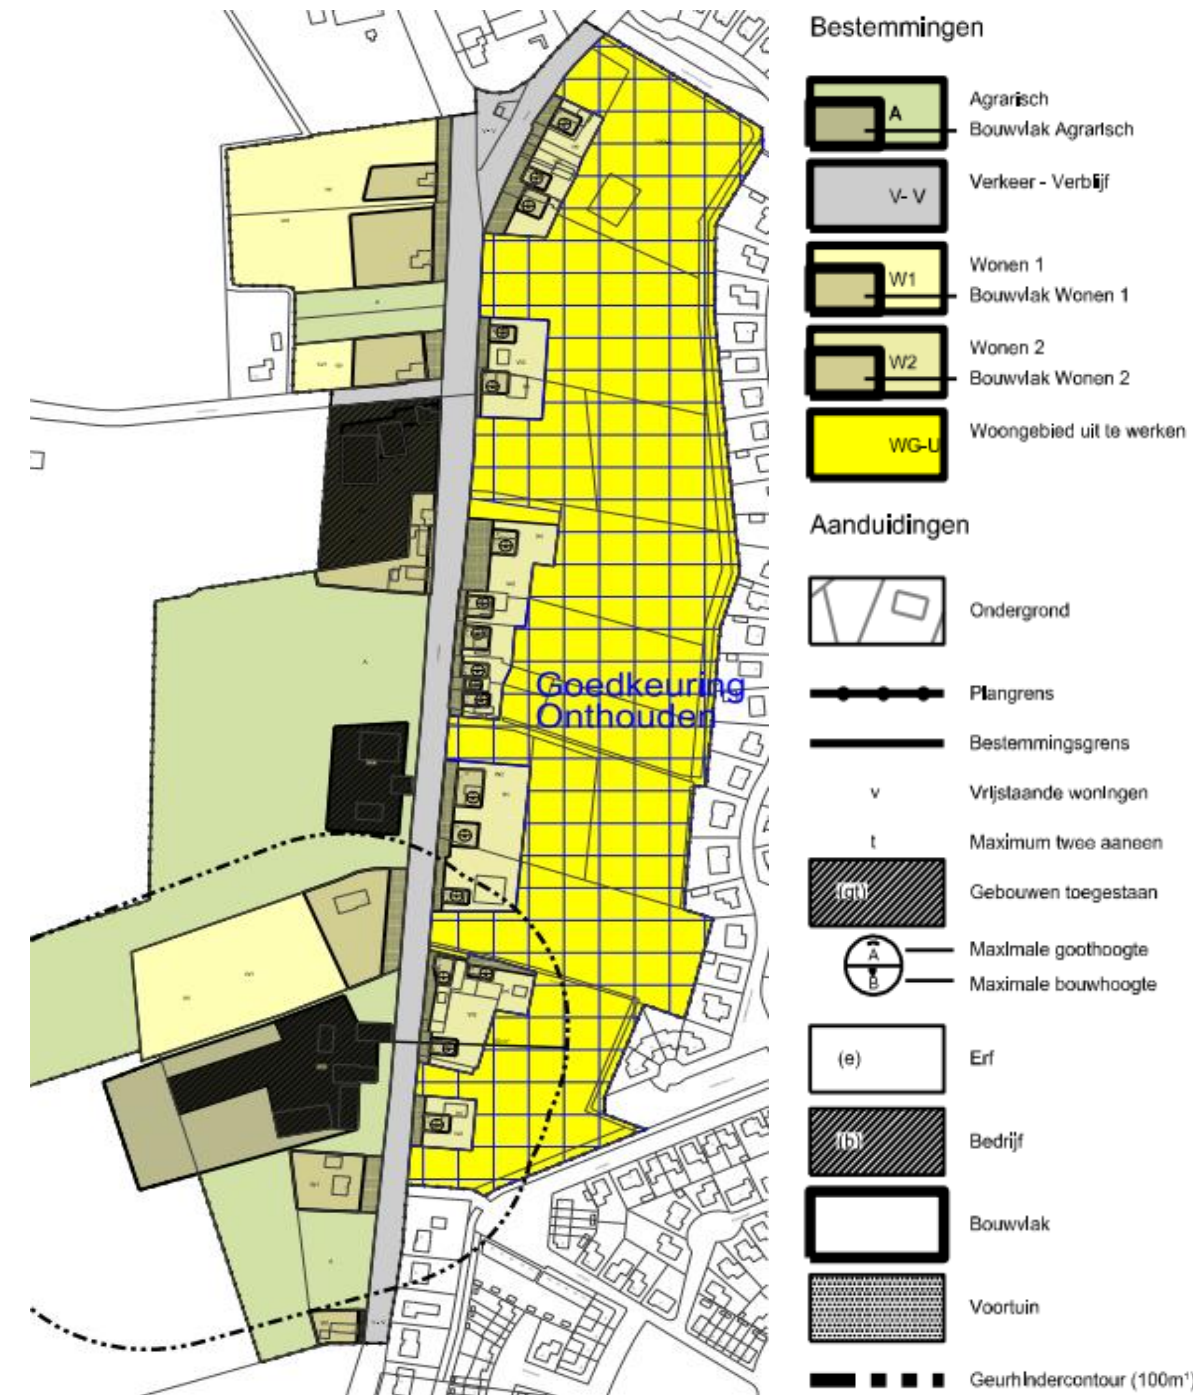 Bestemmingen
A
Agrarisch
Bouwvlak Agrarisch
V-V
Verkeer - Verblijf
W1
Wonen 1
Bouwvlak Wonen 1
W2
Wonen 2
Bouwvlak Wonen 2
WG-U
Woongebied uit te werken
Aanduidingen
Ondergrond
Plangrens
Bestemmingsgrens
v
Vrijstaande woningen
t
Maximum twee aaneen
(gt)
Gebouwen toegestaan
A
Maximale goothoogte
B
Maximale bouwhoogte
(e)
Erf
(b)
Bedrijf
Bouwvlak
Voortuin
Geurhindercontour (100m¹)
Goedkeuring
Onthouden